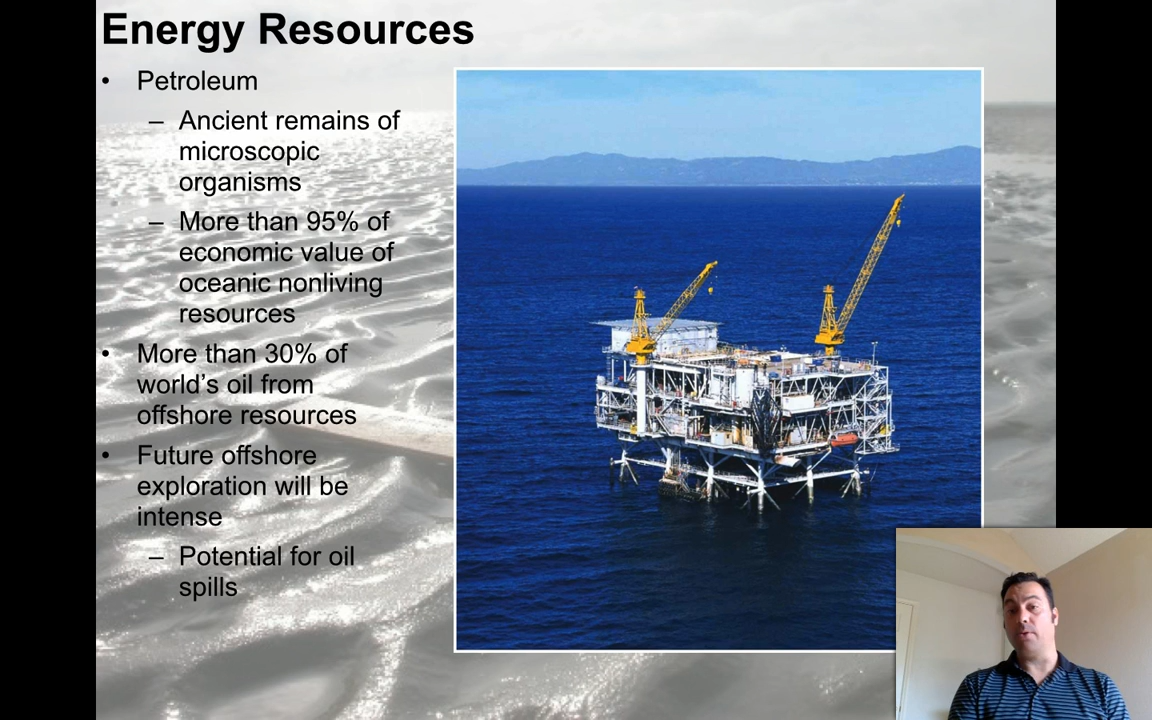 Energy Resources
• Petroleum
– Ancient remains of
microscopic
organisms
– More than 95% of
economic value of
oceanic nonliving
resources
• More than 30% of
world’s oil from
offshore resources
• Future offshore
exploration will be
intense
– Potential for oil
spills